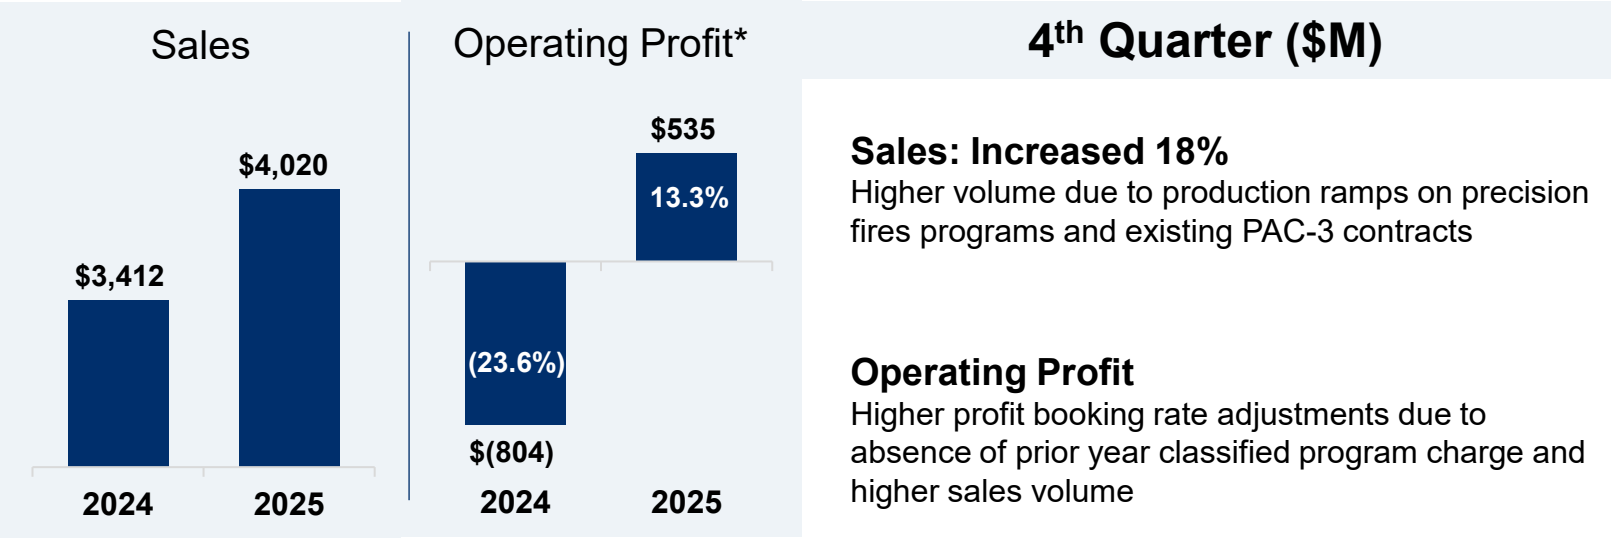 Sales
$3,412
$4,020
2024
2025
Operating Profit*
$535
13.3%
(23.6%)
$(804)
2024
2025
4th Quarter ($M)
Sales: Increased 18%
Higher volume due to production ramps on precision
fires programs and existing PAC-3 contracts
Operating Profit
Higher profit booking rate adjustments due to
absence of prior year classified program charge and
higher sales volume